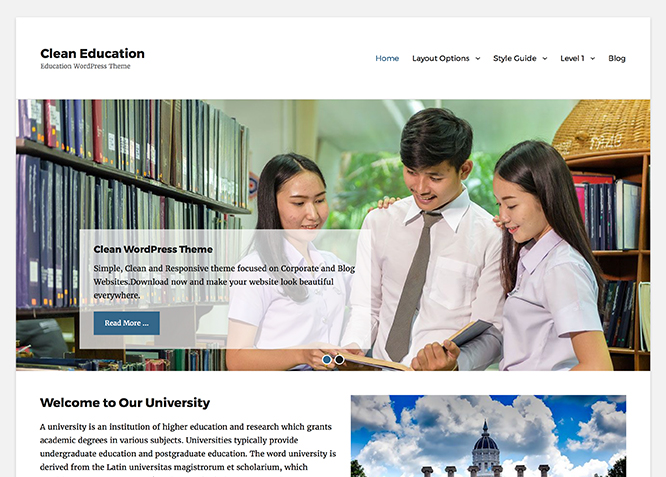 Clean Education
Education WordPress Theme
Home Layout Options Style Guide Level 1 Blog
Clean WordPress Theme
Simple, Clean and Responsive theme focused on Corporate and Blog
Websites.Download now and make your website look beautiful
everywhere.
Read More ...
Welcome to Our University
A university is an institution of higher education and research which grants
academic degrees in various subjects. Universities typically provide
undergraduate education and postgraduate education. The word university is
derived from the Latin universitas magistrorum et scholarium, which